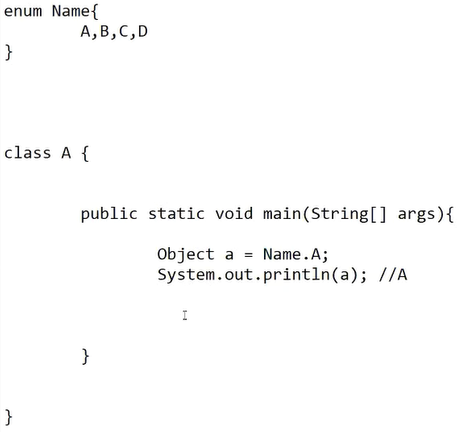 enum Name{
A,B,C,D
}
class A {
public static void main(String[] args){
Object a = Name.A;
System.out.println(a); //A
}
}